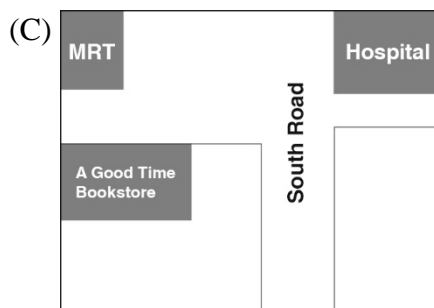 (C)
MRT
Hospital
South Road
A Good Time
Bookstore